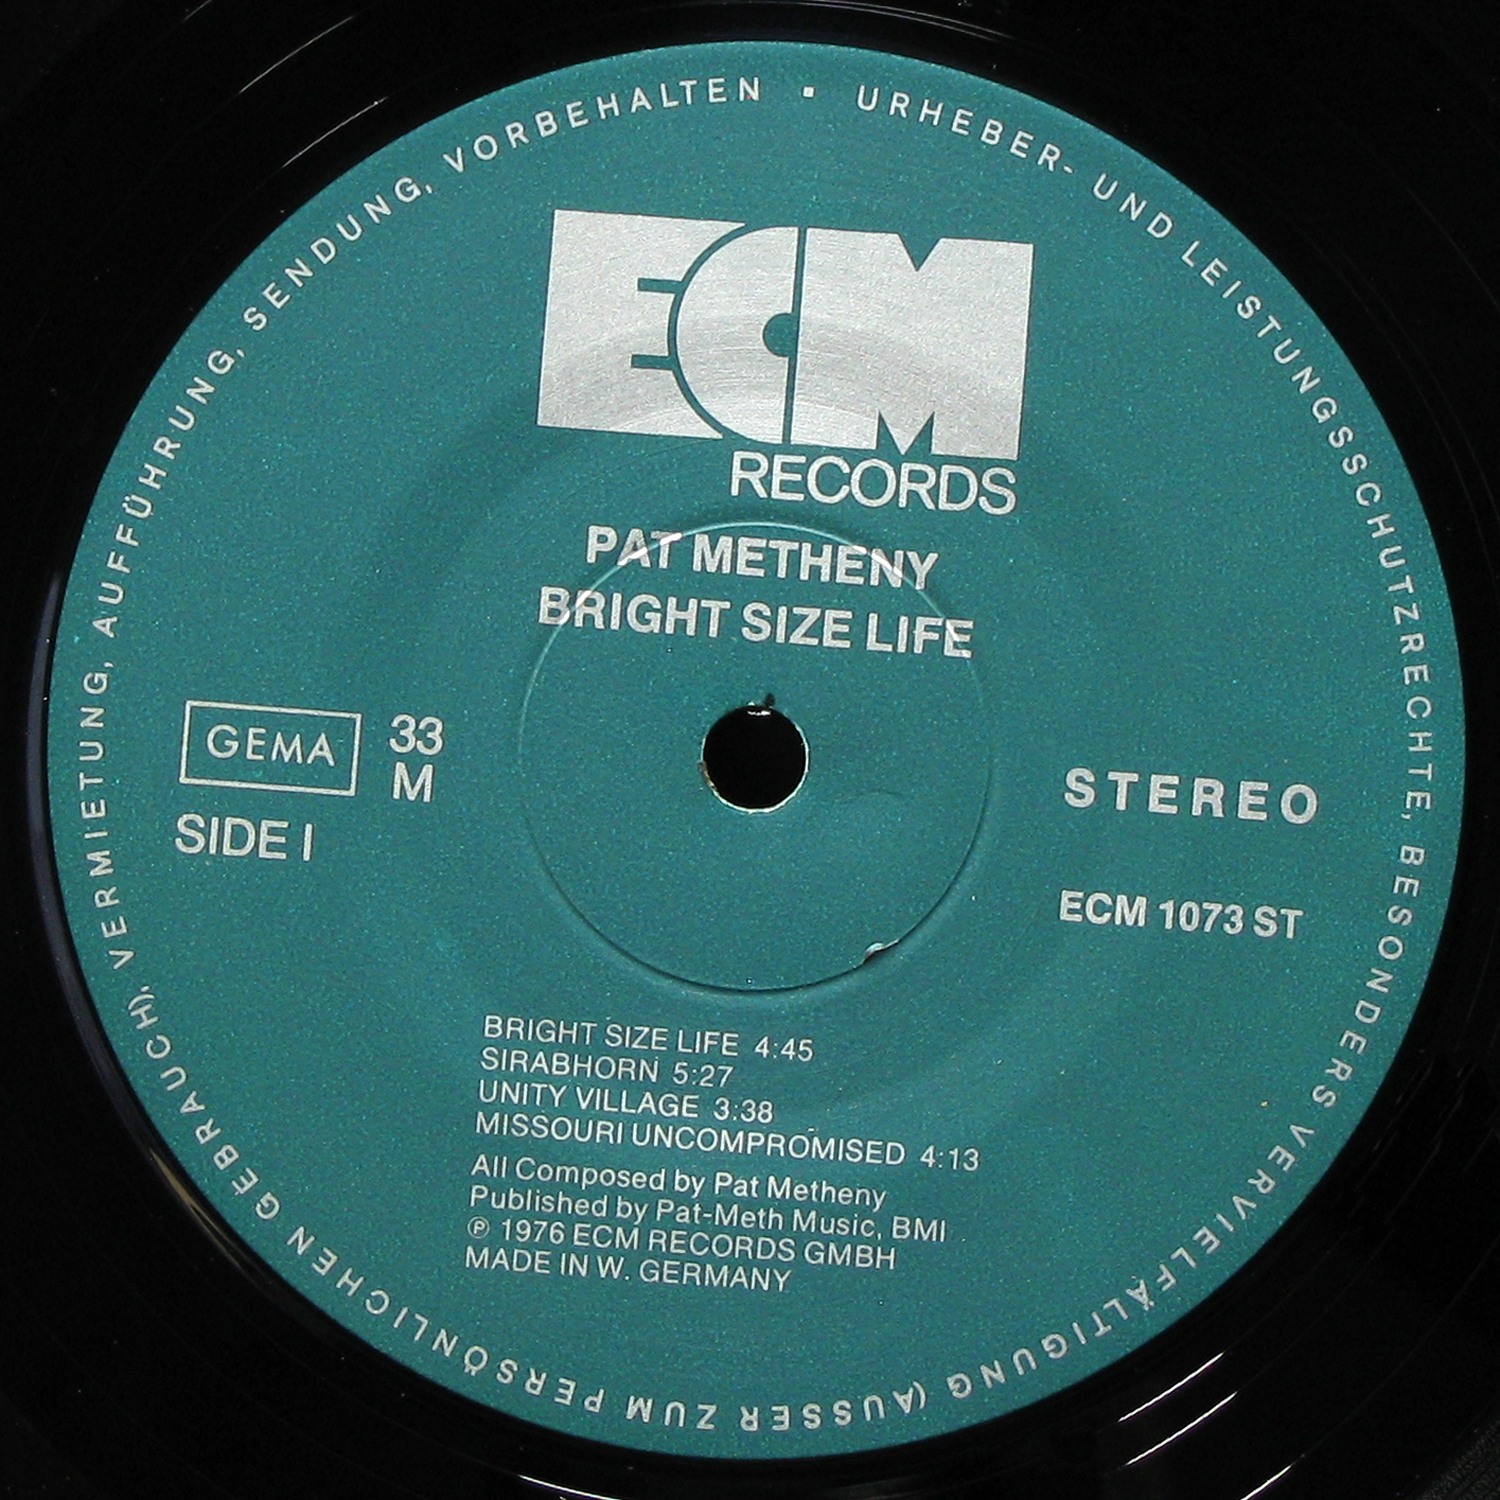 URHEBER- UND LEISTUNGSSCHUTZRECHTE, BESONDERS VERVIELFÄLTIGUNG (AUSSER ZUM PERSÖNLICHEN GEBRAUCH), VERMIETUNG, AUFFÜHRUNG, SENDUNG, VORBEHALTEN ▪
ECM
RECORDS
PAT METHENY
BRIGHT SIZE LIFE
GEMA
33
M
SIDE I
STEREO
ECM 1073 ST
BRIGHT SIZE LIFE 4:45
SIRABHORN 5:27
UNITY VILLAGE 3:38
MISSOURI UNCOMPROMISED 4:13
All Composed by Pat Metheny
Published by Pat-Meth Music, BMI
℗ 1976 ECM RECORDS GMBH
MADE IN W. GERMANY